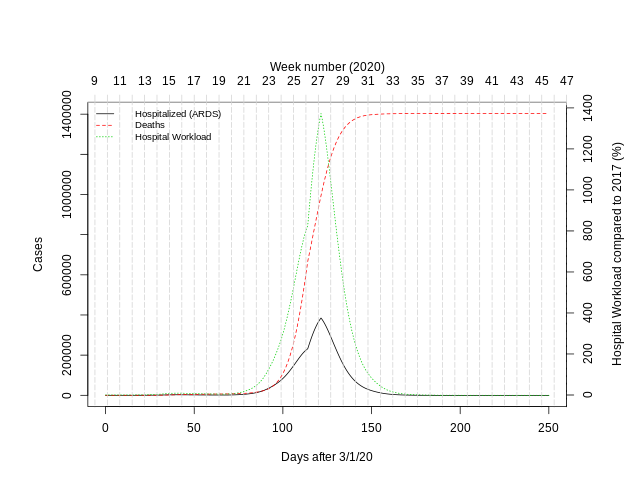 Week number (2020)
9 11 13 15 17 19 21 23 25 27 29 31 33 35 37 39 41 43 45 47
Hospitalized (ARDS)
Deaths
Hospital Workload
Cases
0 200000 600000 1000000 1400000
Hospital Workload compared to 2017 (%)
0 200 400 600 800 1000 1200 1400
0 50 100 150 200 250
Days after 3/1/20